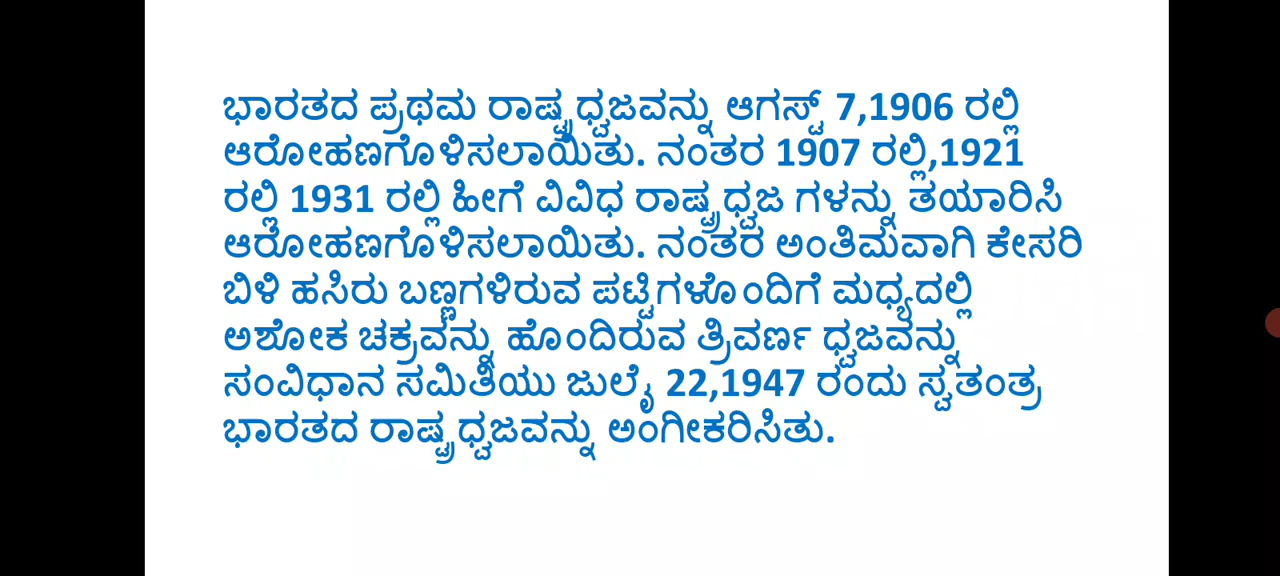 ಭಾರತದ ಪ್ರಥಮ ರಾಷ್ಟ್ರಧ್ವಜವನ್ನು ಆಗಸ್ಟ್ 7,1906 ರಲ್ಲಿ
ಆರೋಹಣಗೊಳಿಸಲಾಯಿತು. ನಂತರ 1907 ರಲ್ಲಿ,1921
ರಲ್ಲಿ 1931 ರಲ್ಲಿ ಹೀಗೆ ವಿವಿಧ ರಾಷ್ಟ್ರಧ್ವಜ ಗಳನ್ನು ತಯಾರಿಸಿ
ಆರೋಹಣಗೊಳಿಸಲಾಯಿತು. ನಂತರ ಅಂತಿಮವಾಗಿ ಕೇಸರಿ
ಬಿಳಿ ಹಸಿರು ಬಣ್ಣಗಳಿರುವ ಪಟ್ಟಿಗಳೊಂದಿಗೆ ಮಧ್ಯದಲ್ಲಿ
ಅಶೋಕ ಚಕ್ರವನ್ನು ಹೊಂದಿರುವ ತ್ರಿವರ್ಣ ಧ್ವಜವನ್ನು
ಸಂವಿಧಾನ ಸಮಿತಿಯು ಜುಲೈ 22,1947 ರಂದು ಸ್ವತಂತ್ರ
ಭಾರತದ ರಾಷ್ಟ್ರಧ್ವಜವನ್ನು ಅಂಗೀಕರಿಸಿತು.